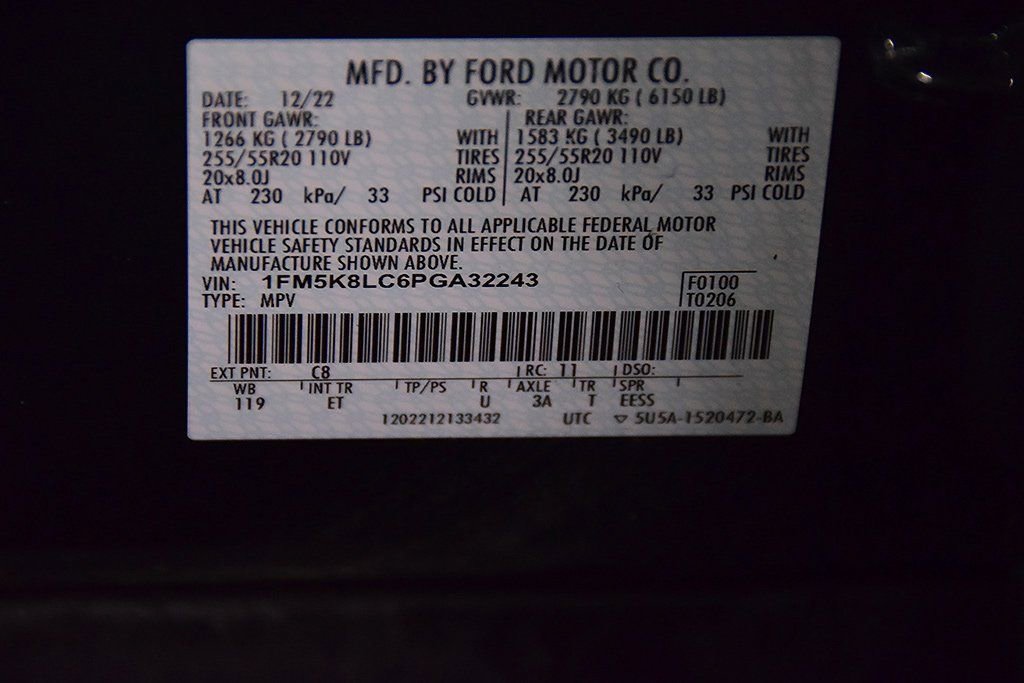 MFD. BY FORD MOTOR CO.
DATE: 12/22 GVWR: 2790 KG ( 6150 LB)
FRONT GAWR: REAR GAWR:
1266 KG ( 2790 LB) WITH 1583 KG ( 3490 LB) WITH
255/55R20 110V TIRES 255/55R20 110V TIRES
20x8.0J RIMS 20x8.0J RIMS
AT 230 kPa/ 33 PSI COLD AT 230 kPa/ 33 PSI COLD
THIS VEHICLE CONFORMS TO ALL APPLICABLE FEDERAL MOTOR
VEHICLE SAFETY STANDARDS IN EFFECT ON THE DATE OF
MANUFACTURE SHOWN ABOVE.
VIN: 1FM5K8LC6PGA32243 F0100
TYPE: MPV T0206
EXT PNT: C8 RC: 11 DSO:
WB INT TR TP/PS R AXLE TR SPR
119 ET U 3A T EESS
1202212133432 UTC ▽ 5U5A-1520472-BA